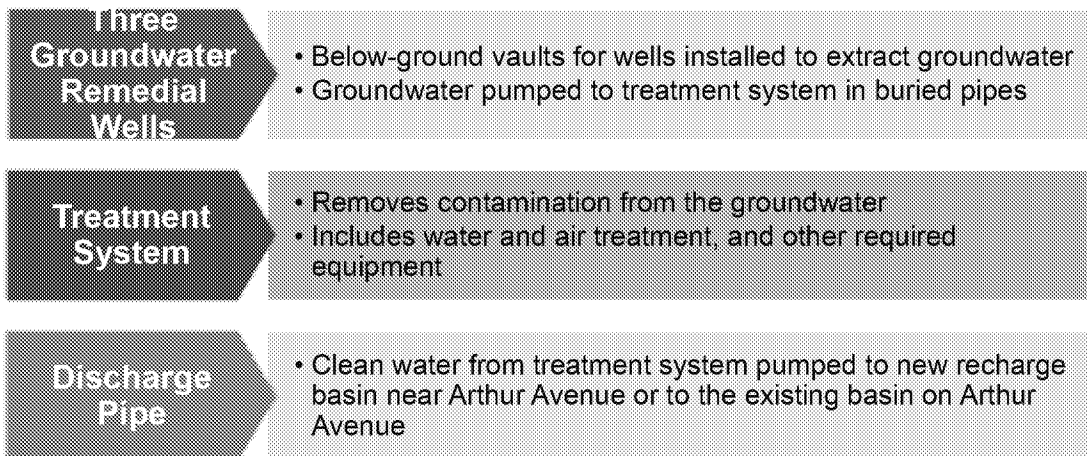 Three
Groundwater
Remedial
Wells
• Below-ground vaults for wells installed to extract groundwater
• Groundwater pumped to treatment system in buried pipes
Treatment
System
• Removes contamination from the groundwater
• Includes water and air treatment, and other required
equipment
Discharge
Pipe
• Clean water from treatment system pumped to new recharge
basin near Arthur Avenue or to the existing basin on Arthur
Avenue